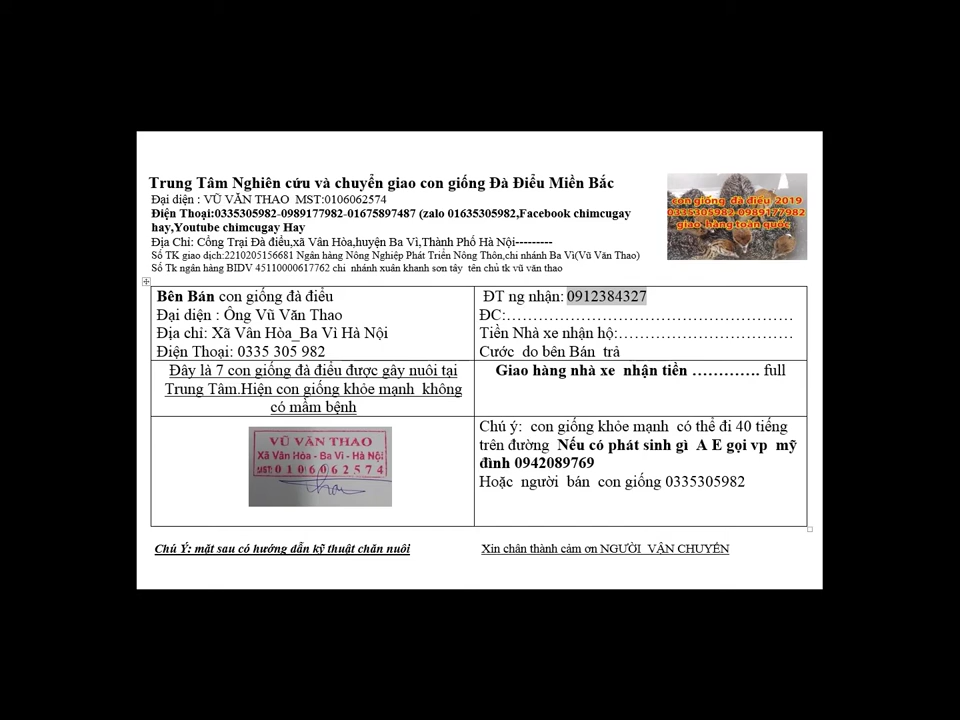 Trung Tâm Nghiên cứu và chuyển giao con giống Đà Điểu Miền Bắc
Đại diện : VŨ VĂN THAO MST:0106062574
Điện Thoại:0335305982-0989177982-01675897487 (zalo 01635305982,Facebook chimcugay
hay,Youtube chimcugay Hay
Địa Chỉ: Cổng Trại Đà điểu,xã Vân Hòa,huyện Ba Vì,Thành Phố Hà Nội---------
Số TK giao dịch:2210205156681 Ngân hàng Nông Nghiệp Phát Triển Nông Thôn,chi nhánh Ba Vì(Vũ Văn Thao)
Số Tk ngân hàng BIDV 45110000617762 chi nhánh xuân khanh sơn tây tên chủ tk vũ văn thao
con giống đà điểu 2019
0335305982-0989177982
giao hàng toàn quốc
Bên Bán con giống đà điểu
Đại diện : Ông Vũ Văn Thao
Địa chỉ: Xã Vân Hòa_Ba Vì Hà Nội
Điện Thoại: 0335 305 982
ĐT ng nhận: 0912384327
ĐC:……………………………………………….
Tiền Nhà xe nhận hộ:…………………………….
Cước do bên Bán trả
Đây là 7 con giống đà điểu được gây nuôi tại
Trung Tâm.Hiện con giống khỏe mạnh không
có mầm bệnh
Giao hàng nhà xe nhận tiền …………. full
VŨ VĂN THAO
Xã Vân Hòa - Ba Vì - Hà Nội
MST: 0 1 0 6 0 6 2 5 7 4
Chú ý: con giống khỏe mạnh có thể đi 40 tiếng
trên đường Nếu có phát sinh gì A E gọi vp mỹ
đình 0942089769
Hoặc người bán con giống 0335305982
Chú Ý: mặt sau có hướng dẫn kỹ thuật chăn nuôi
Xin chân thành cảm ơn NGƯỜI VẬN CHUYỂN